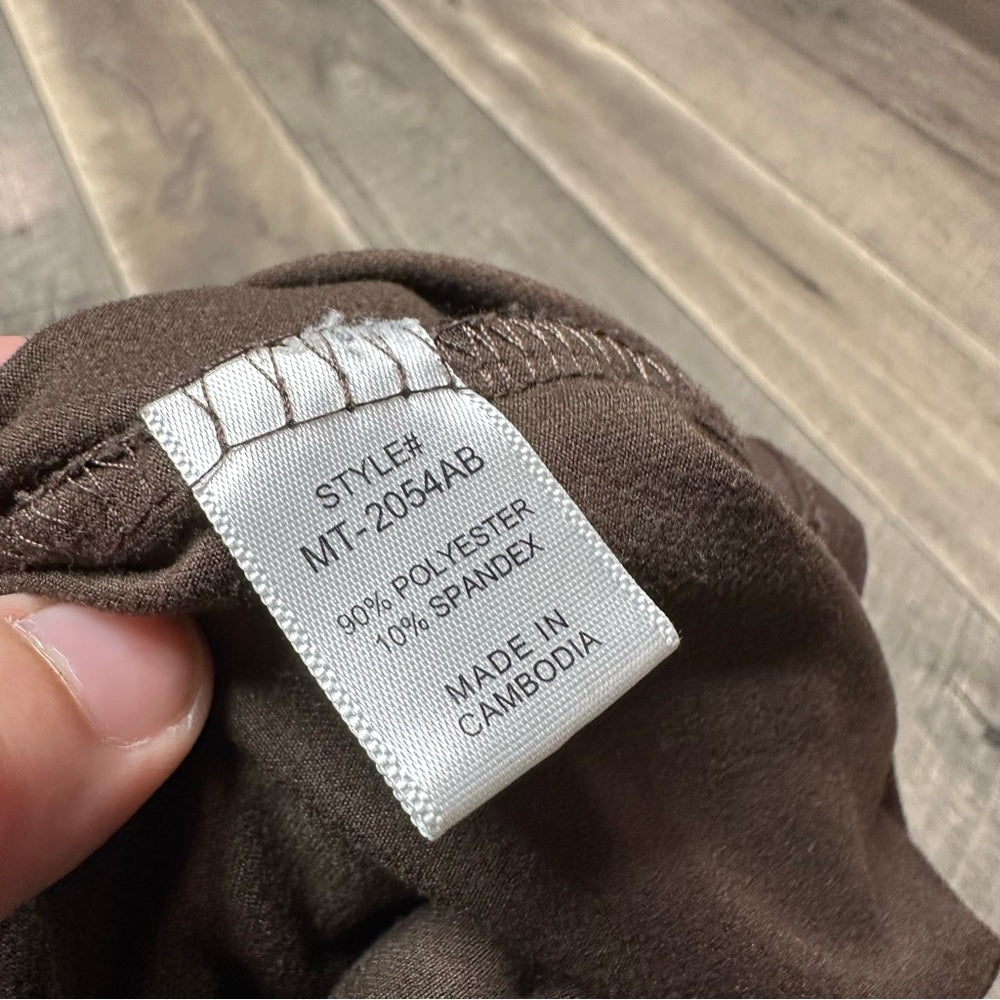 STYLE#
MT-2054AB
90% POLYESTER
10% SPANDEX
MADE IN
CAMBODIA